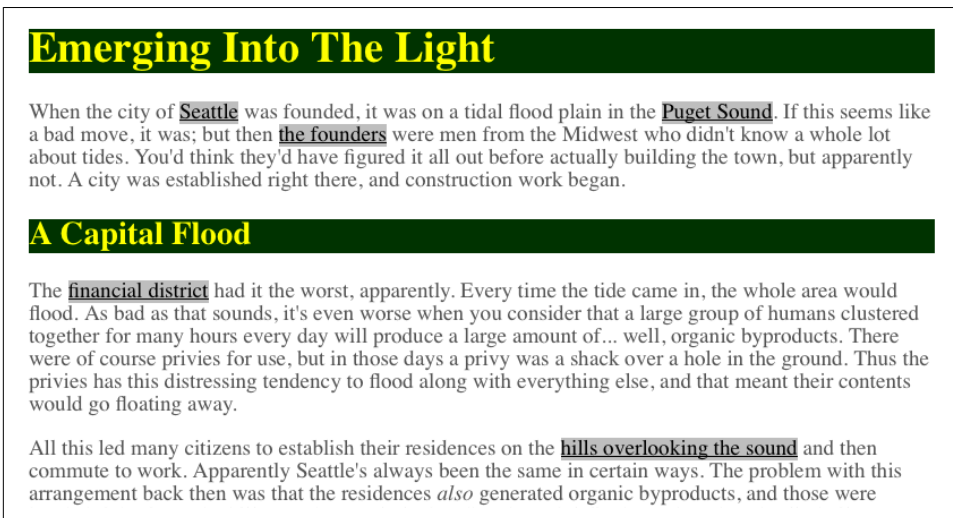 Emerging Into The Light
When the city of Seattle was founded, it was on a tidal flood plain in the Puget Sound. If this seems like
a bad move, it was; but then the founders were men from the Midwest who didn't know a whole lot
about tides. You'd think they'd have figured it all out before actually building the town, but apparently
not. A city was established right there, and construction work began.
A Capital Flood
The financial district had it the worst, apparently. Every time the tide came in, the whole area would
flood. As bad as that sounds, it's even worse when you consider that a large group of humans clustered
together for many hours every day will produce a large amount of... well, organic byproducts. There
were of course privies for use, but in those days a privy was a shack over a hole in the ground. Thus the
privies has this distressing tendency to flood along with everything else, and that meant their contents
would go floating away.
All this led many citizens to establish their residences on the hills overlooking the sound and then
commute to work. Apparently Seattle's always been the same in certain ways. The problem with this
arrangement back then was that the residences also generated organic byproducts, and those were